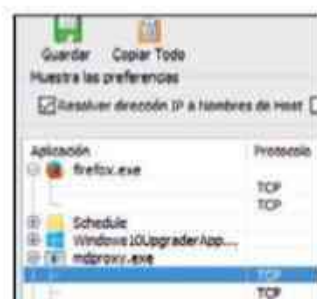 Guardar Copiar Todo
Muestra las preferencias
Resolver dirección IP a Nombres de Host
Aplicación Protocolo
firefox.exe
TCP
TCP
Schedule
Windows10UpgraderApp....
mdproxy.exe
TCP
TCP